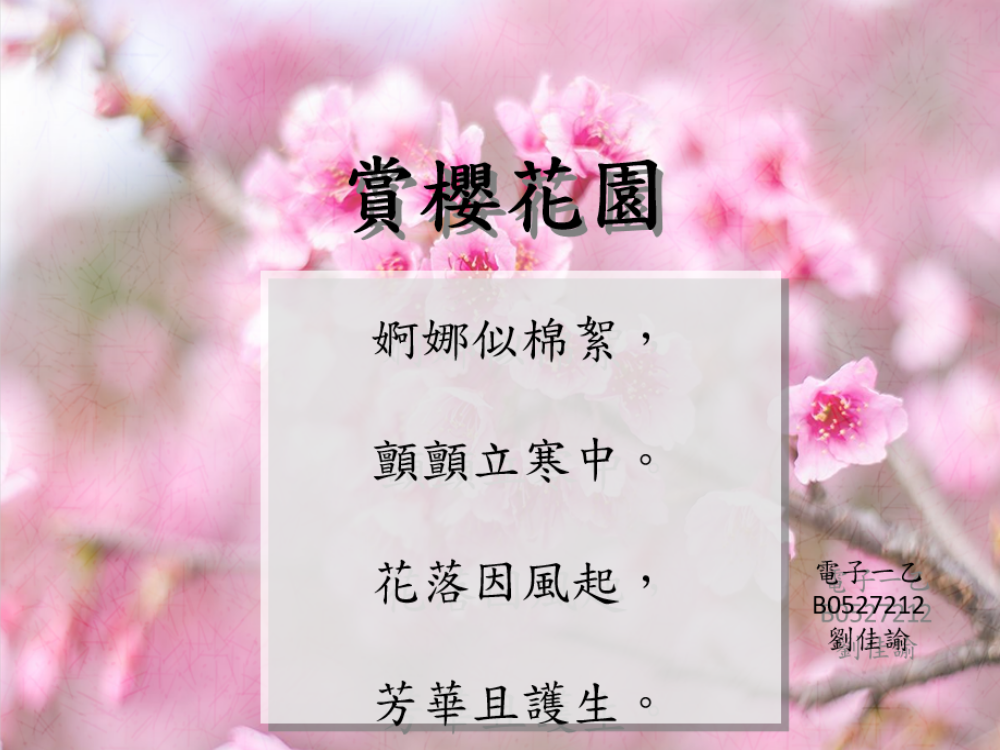 賞櫻花園
婀娜似棉絮，
顫顫立寒中。
花落因風起，
芳華且護生。
電子一乙
B0527212
劉佳諭